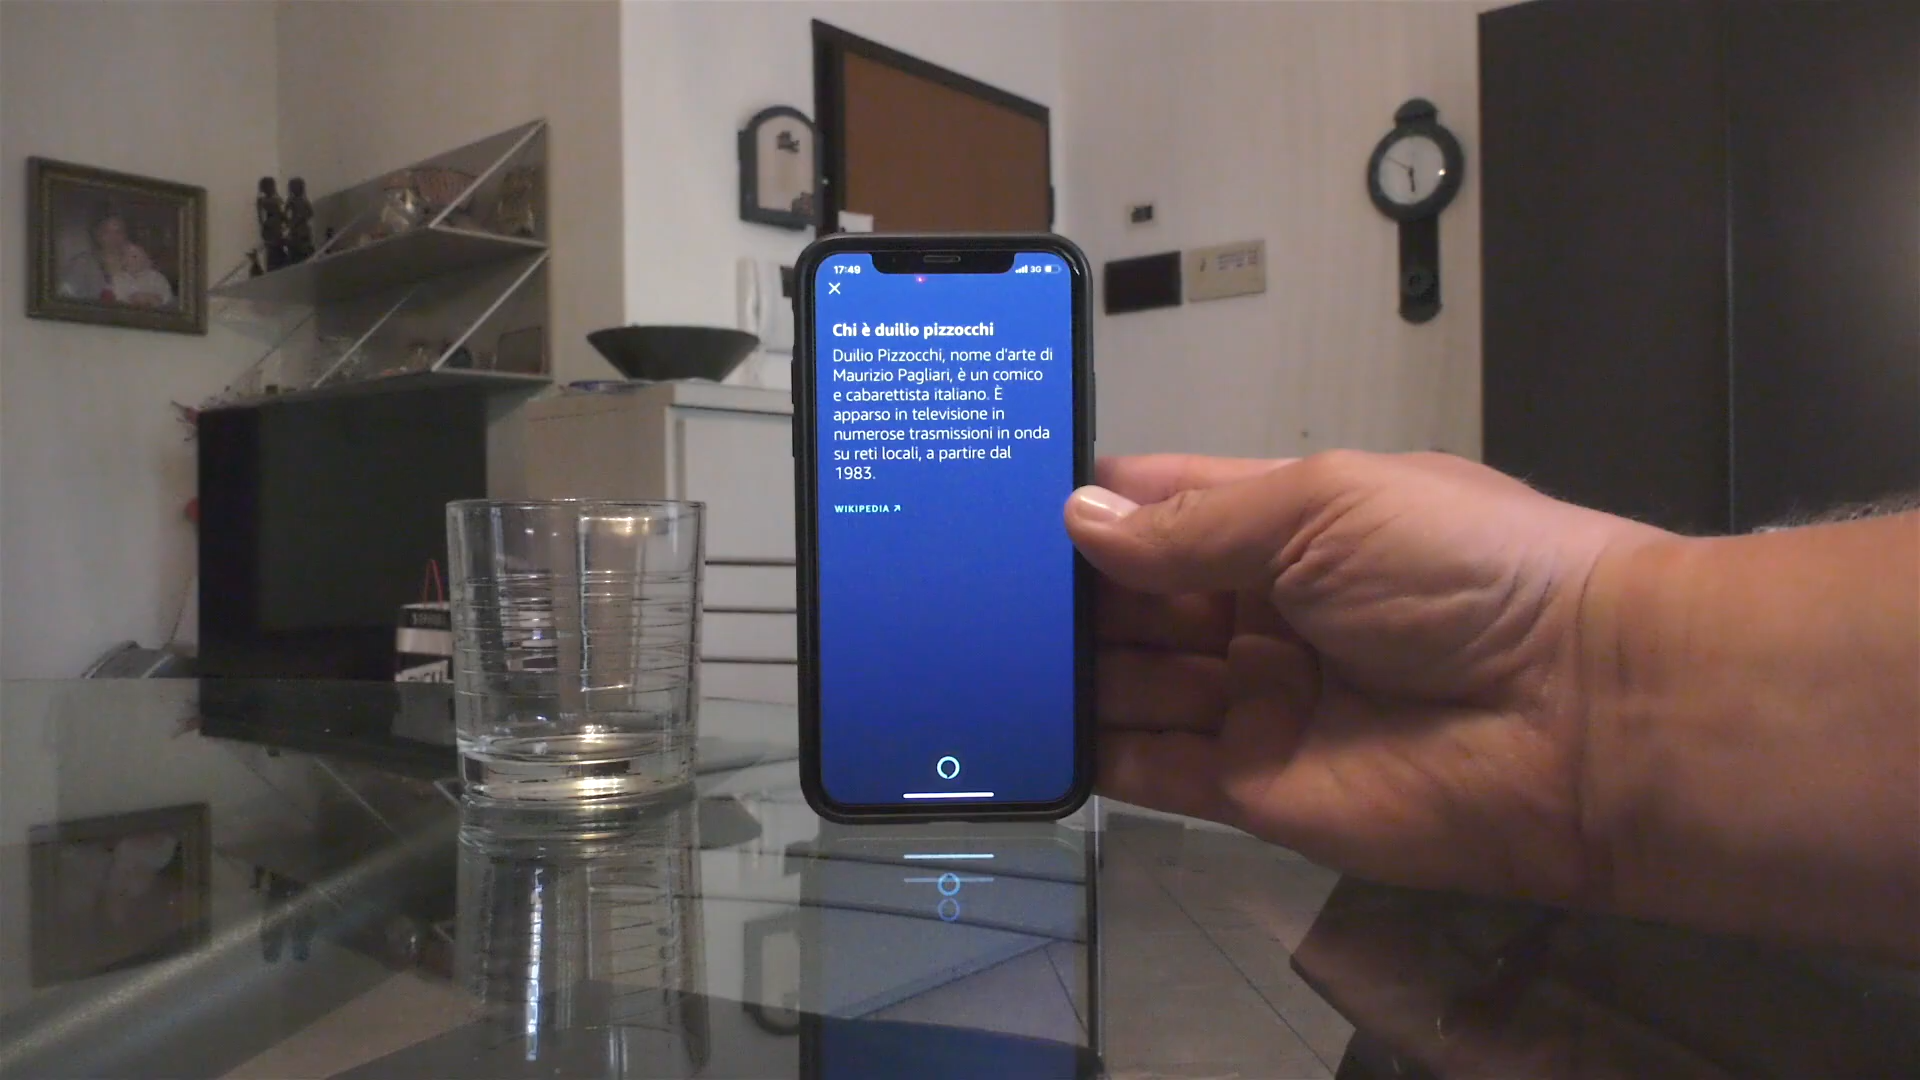 17:49
3G
Chi è duilio pizzocchi
Duilio Pizzocchi, nome d'arte di
Maurizio Pagliari, è un comico
e cabarettista italiano. È
apparso in televisione in
numerose trasmissioni in onda
su reti locali, a partire dal
1983.
WIKIPEDIA